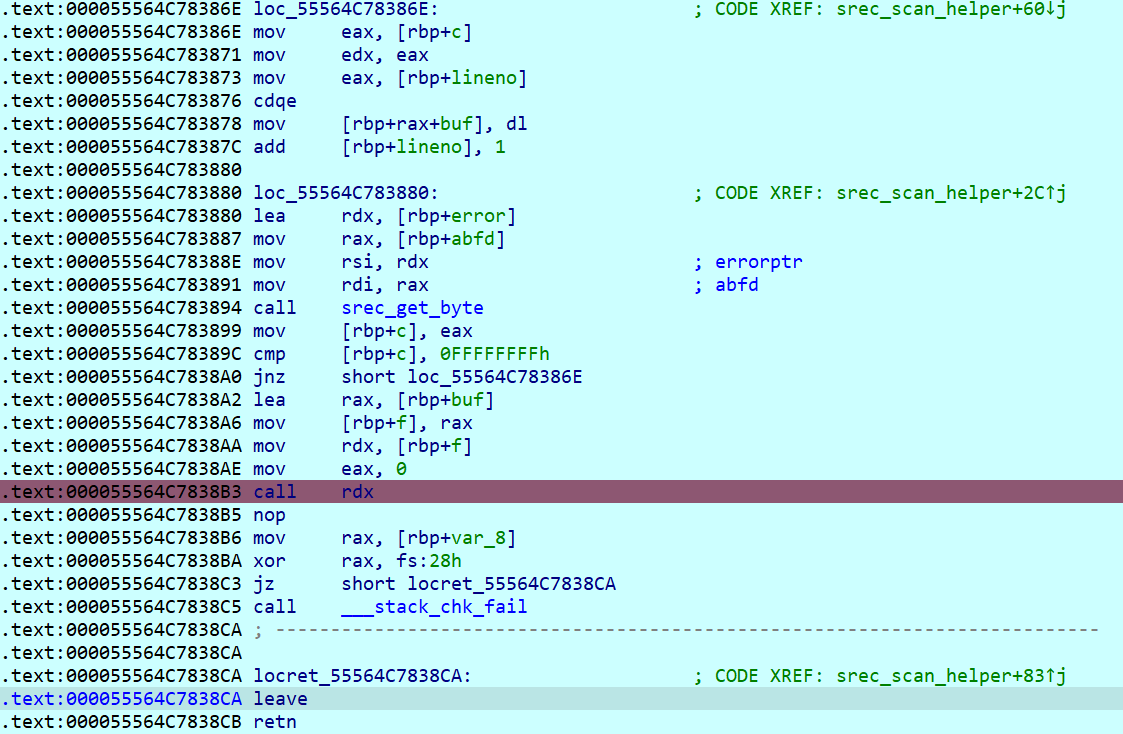 .text:000055564C78386E loc_55564C78386E: ; CODE XREF: srec_scan_helper+60↓j
.text:000055564C78386E mov eax, [rbp+c]
.text:000055564C783871 mov edx, eax
.text:000055564C783873 mov eax, [rbp+lineno]
.text:000055564C783876 cdqe
.text:000055564C783878 mov [rbp+rax+buf], dl
.text:000055564C78387C add [rbp+lineno], 1
.text:000055564C783880
.text:000055564C783880 loc_55564C783880: ; CODE XREF: srec_scan_helper+2C↑j
.text:000055564C783880 lea rdx, [rbp+error]
.text:000055564C783887 mov rax, [rbp+abfd]
.text:000055564C78388E mov rsi, rdx ; errorptr
.text:000055564C783891 mov rdi, rax ; abfd
.text:000055564C783894 call srec_get_byte
.text:000055564C783899 mov [rbp+c], eax
.text:000055564C78389C cmp [rbp+c], 0FFFFFFFFh
.text:000055564C7838A0 jnz short loc_55564C78386E
.text:000055564C7838A2 lea rax, [rbp+buf]
.text:000055564C7838A6 mov [rbp+f], rax
.text:000055564C7838AA mov rdx, [rbp+f]
.text:000055564C7838AE mov eax, 0
.text:000055564C7838B3 call rdx
.text:000055564C7838B5 nop
.text:000055564C7838B6 mov rax, [rbp+var_8]
.text:000055564C7838BA xor rax, fs:28h
.text:000055564C7838C3 jz short locret_55564C7838CA
.text:000055564C7838C5 call ___stack_chk_fail
.text:000055564C7838CA ; ---------------------------------------------------------------------------
.text:000055564C7838CA
.text:000055564C7838CA locret_55564C7838CA: ; CODE XREF: srec_scan_helper+83↑j
.text:000055564C7838CA leave
.text:000055564C7838CB retn